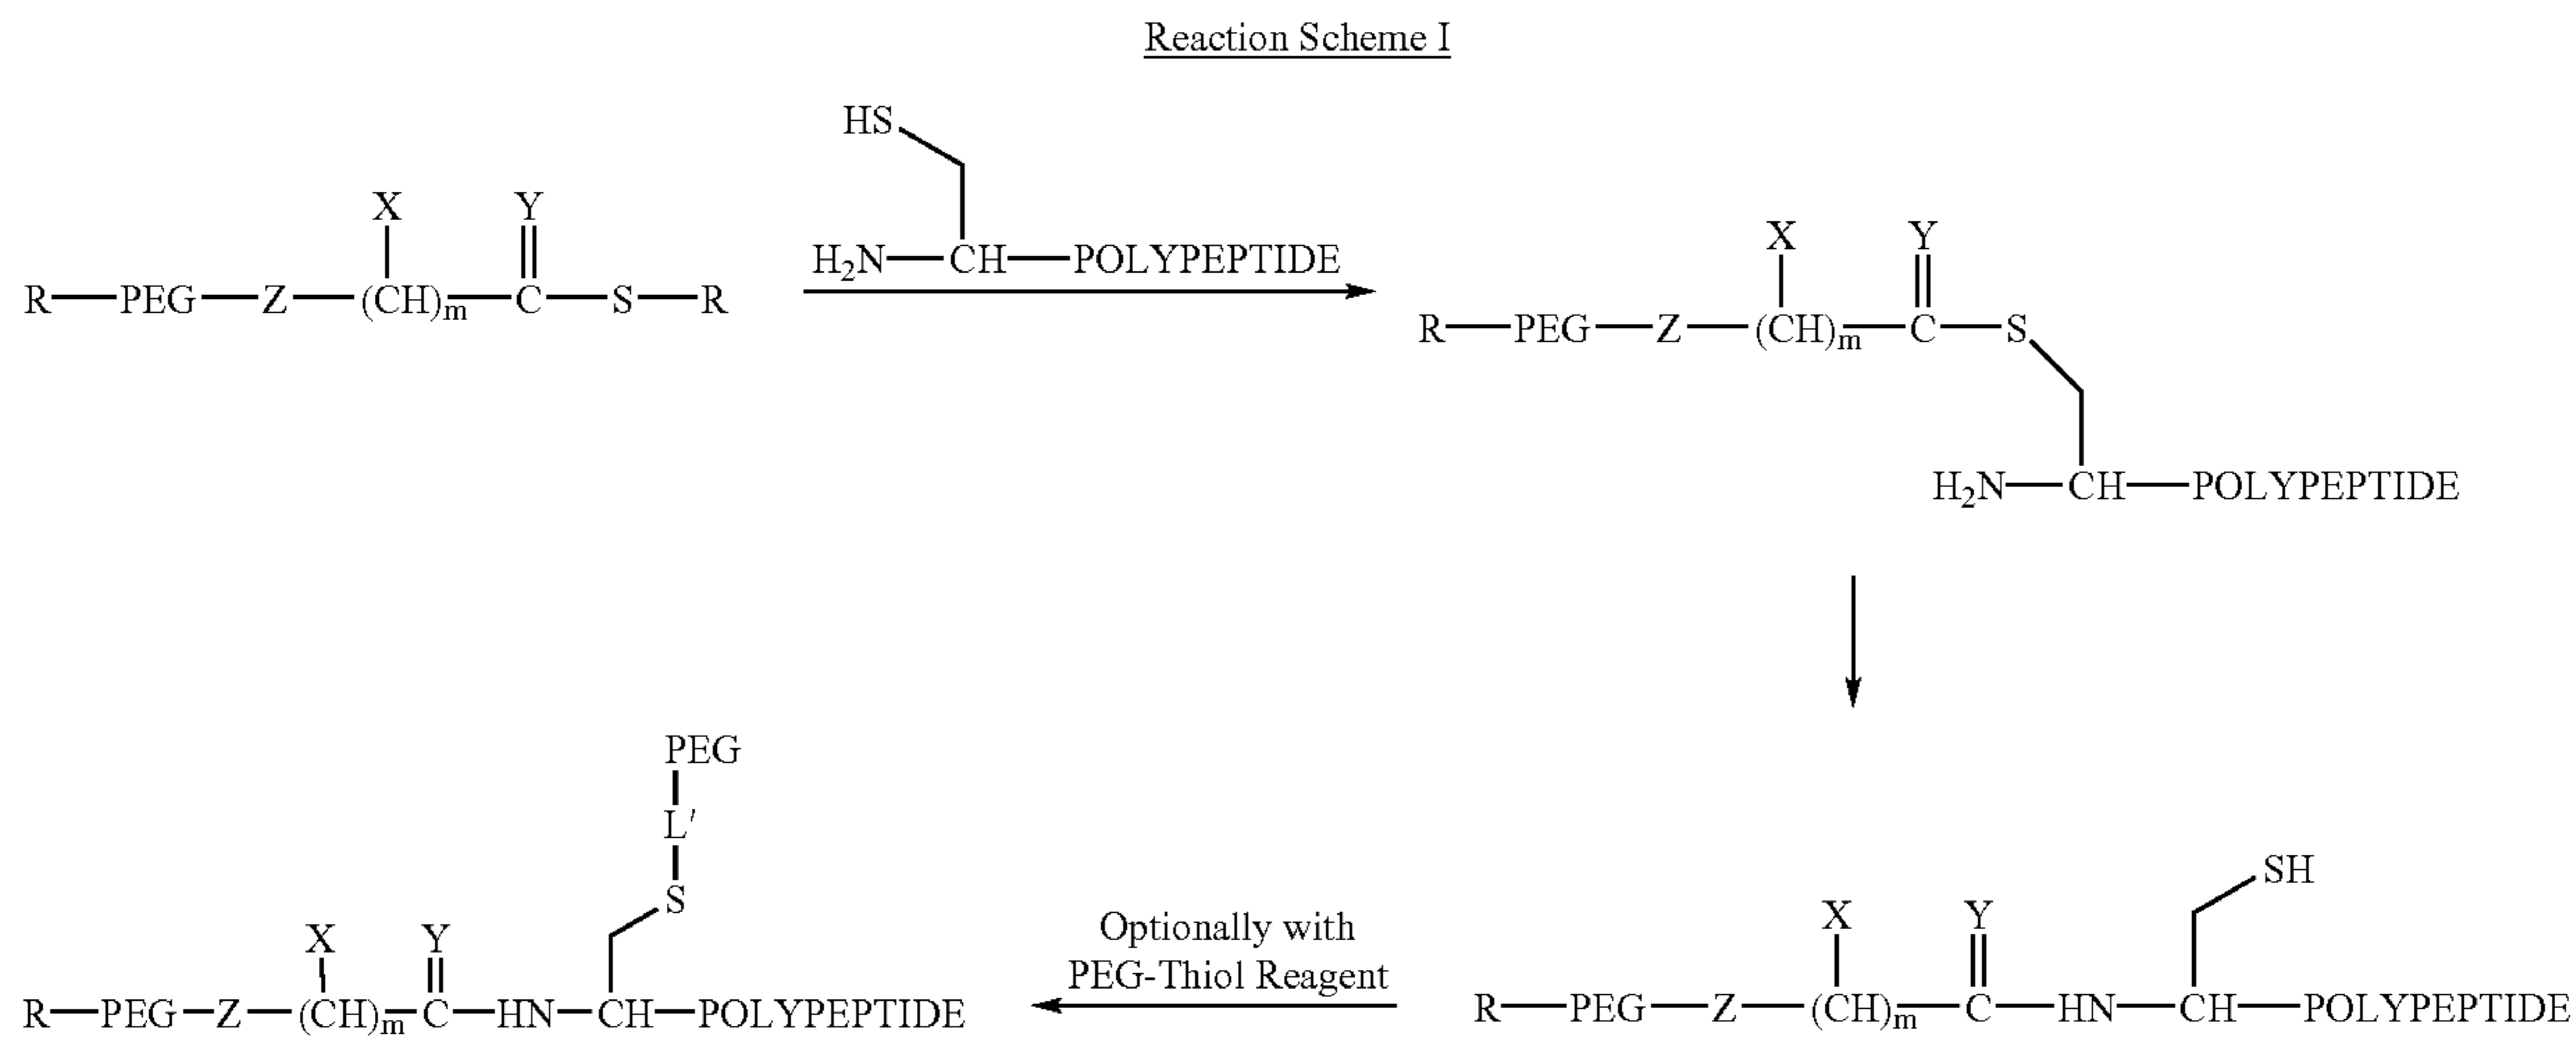 Reaction Scheme I
HS
H₂N—CH—POLYPEPTIDE
X Y
R—PEG—Z—(CH)ₘ—C—S—R
X Y
R—PEG—Z—(CH)ₘ—C—S
H₂N—CH—POLYPEPTIDE
PEG
L'
S
X Y
R—PEG—Z—(CH)ₘ—C—HN—CH—POLYPEPTIDE
Optionally with
PEG-Thiol Reagent
SH
X Y
R—PEG—Z—(CH)ₘ—C—HN—CH—POLYPEPTIDE